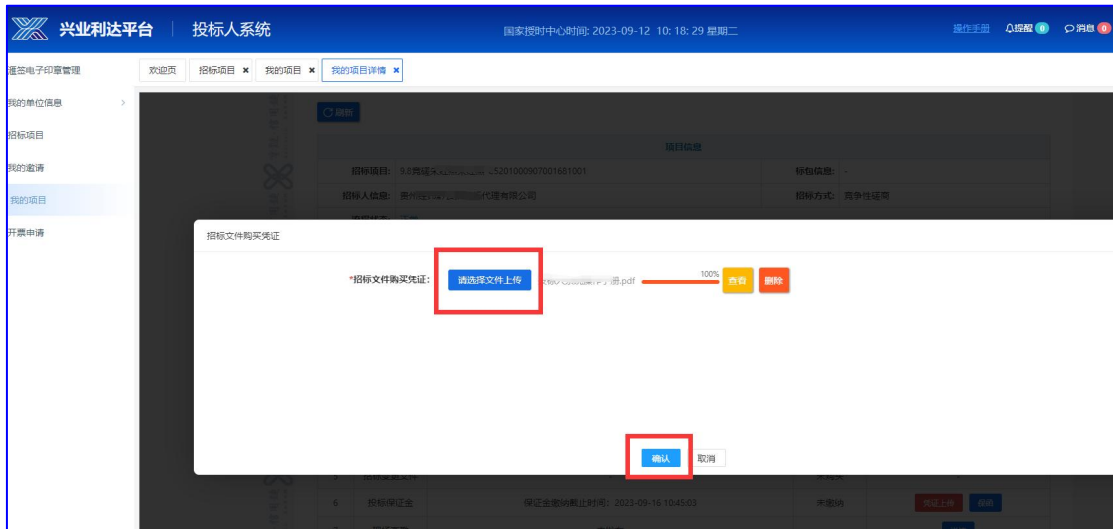 兴业利达平台 投标人系统 国家授时中心时间: 2023-09-12 10: 18: 29 星期二 操作手册 提醒 0 消息 0
欢迎页 招标项目 × 我的项目 × 我的项目详情 ×
电子印章管理
我的单位信息 >
招标项目
我的邀请
我的项目
开票申请
刷新
项目信息
招标项目: 标包信息: -
招标人信息: 代理有限公司 招标方式: 竞争性磋商
招标文件购买凭证
*招标文件购买凭证: 请选择文件上传 册.pdf 100% 查看 删除
确认 取消
6 投标保证金 保证金缴纳截止时间: 2023-09-16 10:45:03 未缴纳 凭证上传